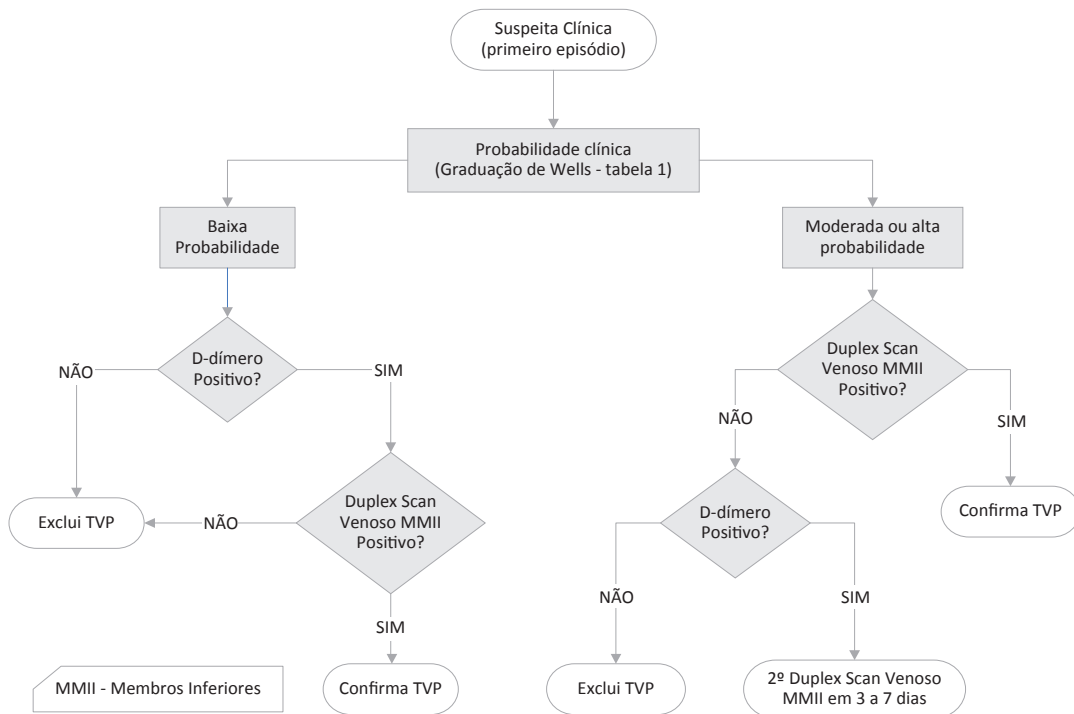 Suspeita Clínica
(primeiro episódio)
Probabilidade clínica
(Graduação de Wells - tabela 1)
Baixa
Probabilidade
Moderada ou alta
probabilidade
D-dímero
Positivo?
NÃO
SIM
Duplex Scan
Venoso MMII
Positivo?
NÃO
SIM
Exclui TVP
NÃO
Duplex Scan
Venoso MMII
Positivo?
D-dímero
Positivo?
Confirma TVP
SIM
NÃO
SIM
MMII - Membros Inferiores
Confirma TVP
Exclui TVP
2º Duplex Scan Venoso
MMII em 3 a 7 dias